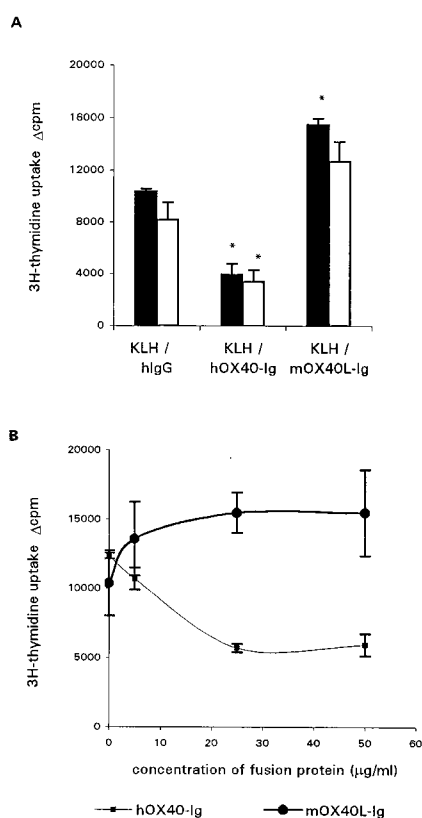 A
20000
16000
12000
8000
4000
0
3H-thymidine uptake Δcpm
*
*
*
KLH / hIgG
KLH / hOX40-Ig
KLH / mOX40L-Ig
B
20000
15000
10000
5000
0
3H-thymidine uptake Δcpm
0 10 20 30 40 50 60
concentration of fusion protein (µg/ml)
hOX40-Ig mOX40L-Ig